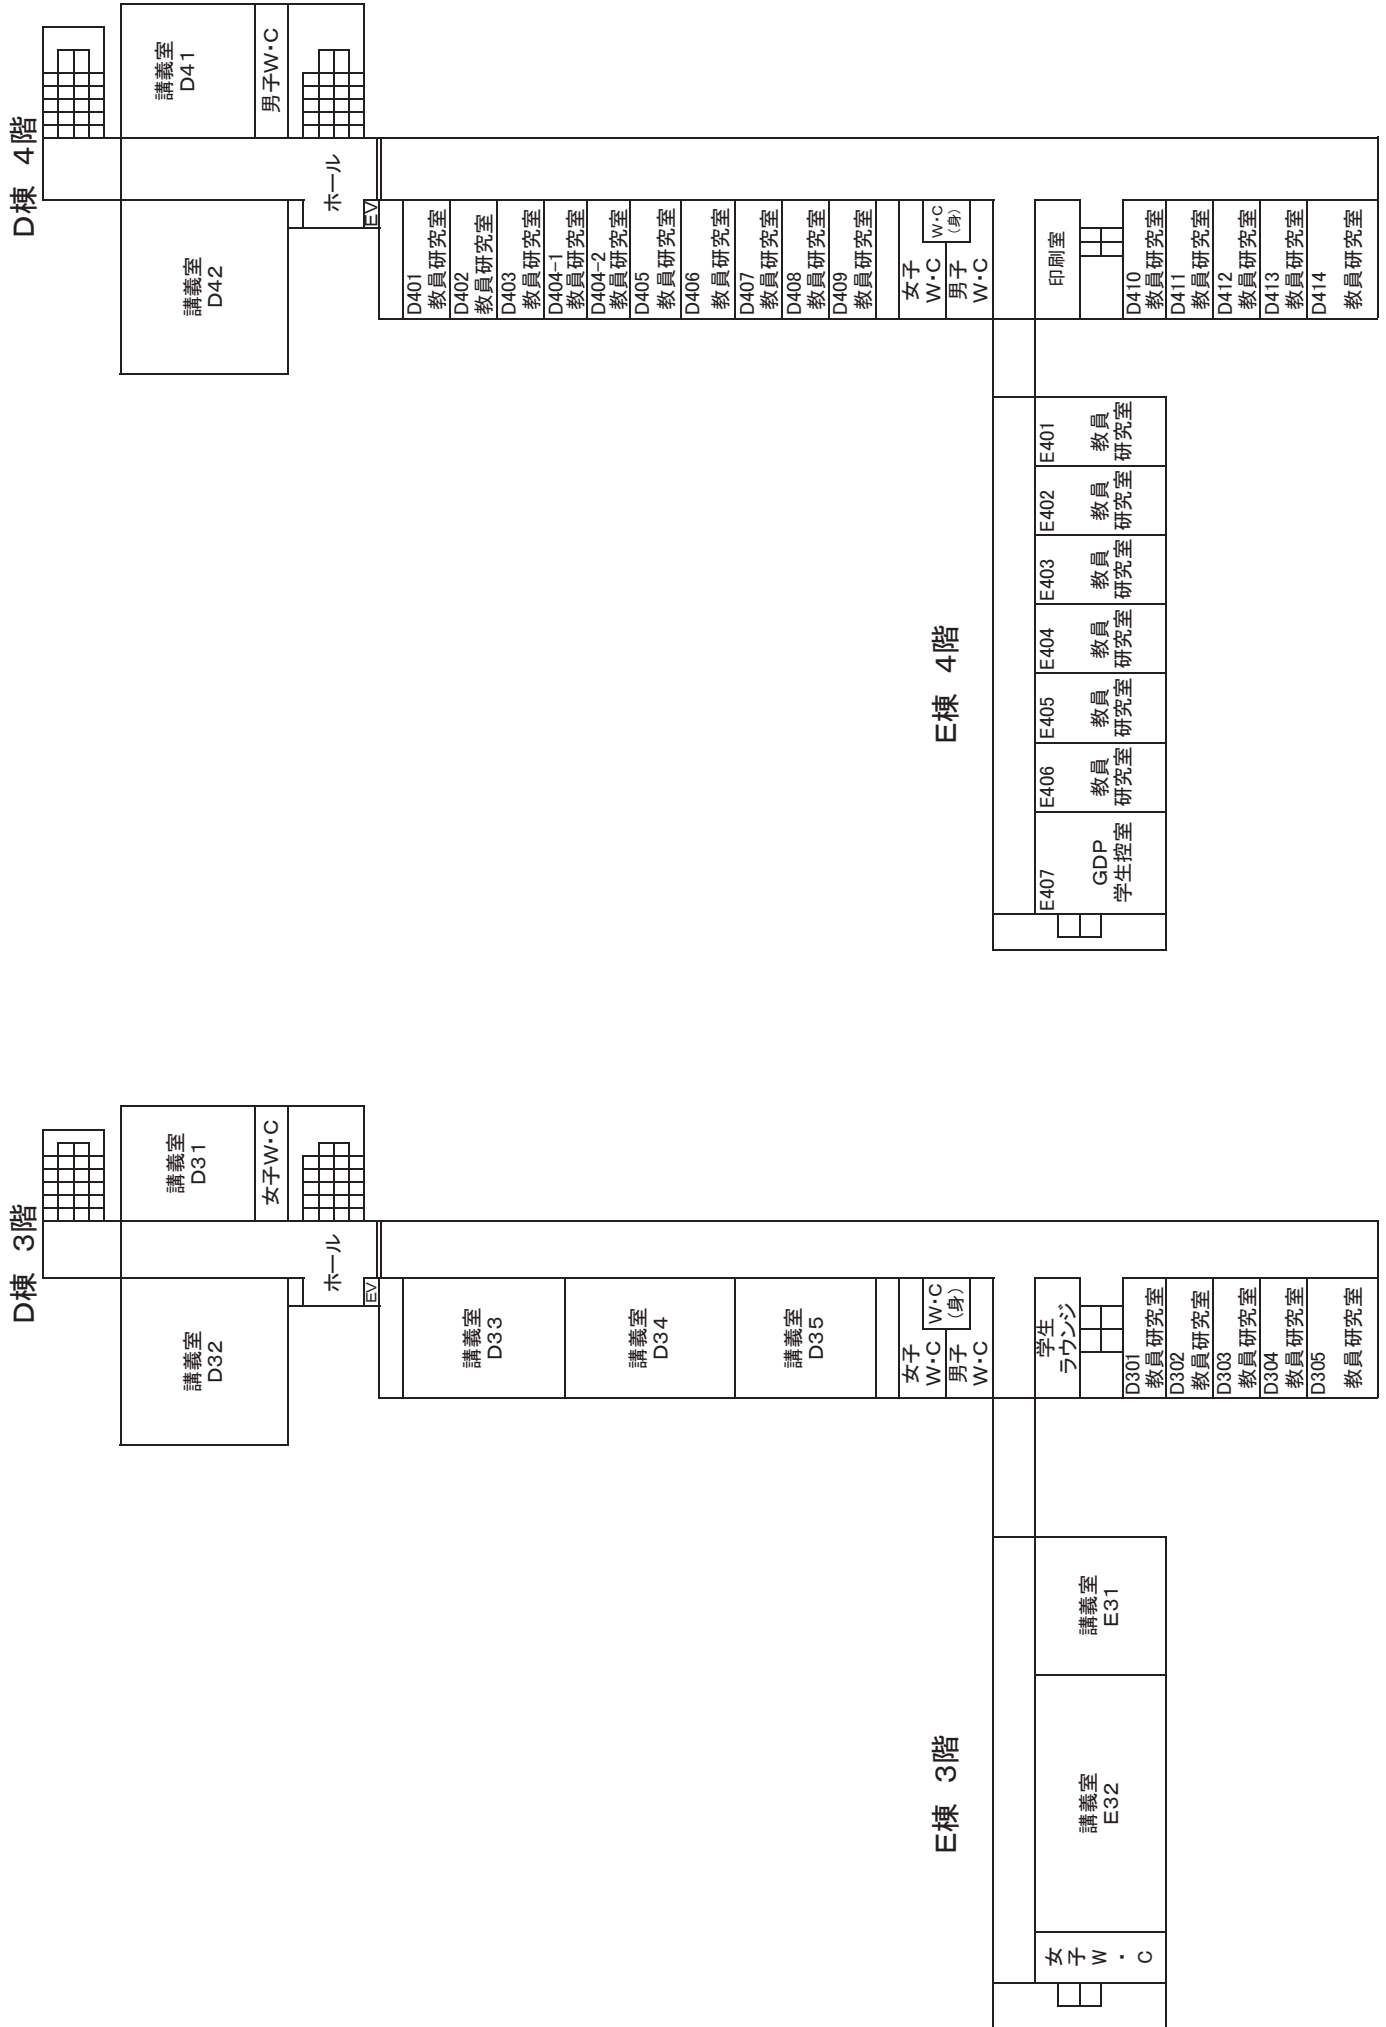 D棟 4階
講義室
D41
男子W・C
講義室
D42
ホール
EV
D401
教員研究室
D402
教員研究室
D403
教員研究室
D404-1
教員研究室
D404-2
教員研究室
D405
教員研究室
D406
教員研究室
D407
教員研究室
D408
教員研究室
D409
教員研究室
女子
W・C
男子
W・C
W・C
(身)
印刷室
D410
教員研究室
D411
教員研究室
D412
教員研究室
D413
教員研究室
D414
教員研究室
E棟 4階
E401
教員
研究室
E402
教員
研究室
E403
教員
研究室
E404
教員
研究室
E405
教員
研究室
E406
教員
研究室
E407
GDP
学生控室
D棟 3階
講義室
D31
女子W・C
講義室
D32
ホール
EV
講義室
D33
講義室
D34
講義室
D35
女子
W・C
男子
W・C
W・C
(身)
学生
ラウンジ
D301
教員研究室
D302
教員研究室
D303
教員研究室
D304
教員研究室
D305
教員研究室
E棟 3階
講義室
E31
講義室
E32
女子W・C